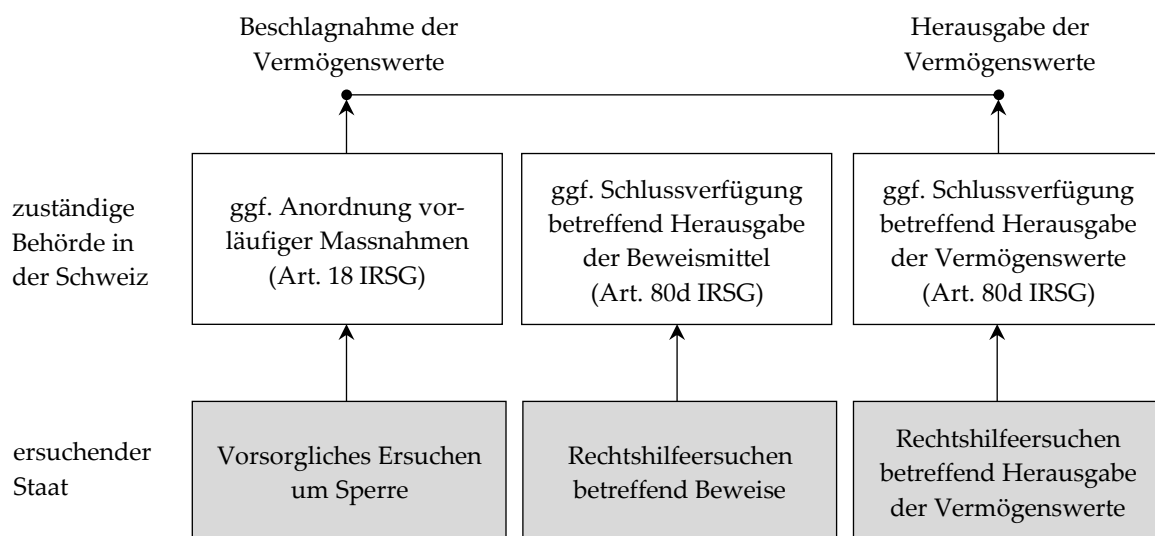 Beschlagnahme der
Vermögenswerte
Herausgabe der
Vermögenswerte
zuständige
Behörde in
der Schweiz
ggf. Anordnung vor-
läufiger Massnahmen
(Art. 18 IRSG)
ggf. Schlussverfügung
betreffend Herausgabe
der Beweismittel
(Art. 80d IRSG)
ggf. Schlussverfügung
betreffend Herausgabe
der Vermögenswerte
(Art. 80d IRSG)
ersuchender
Staat
Vorsorgliches Ersuchen
um Sperre
Rechtshilfeersuchen
betreffend Beweise
Rechtshilfeersuchen
betreffend Herausgabe
der Vermögenswerte